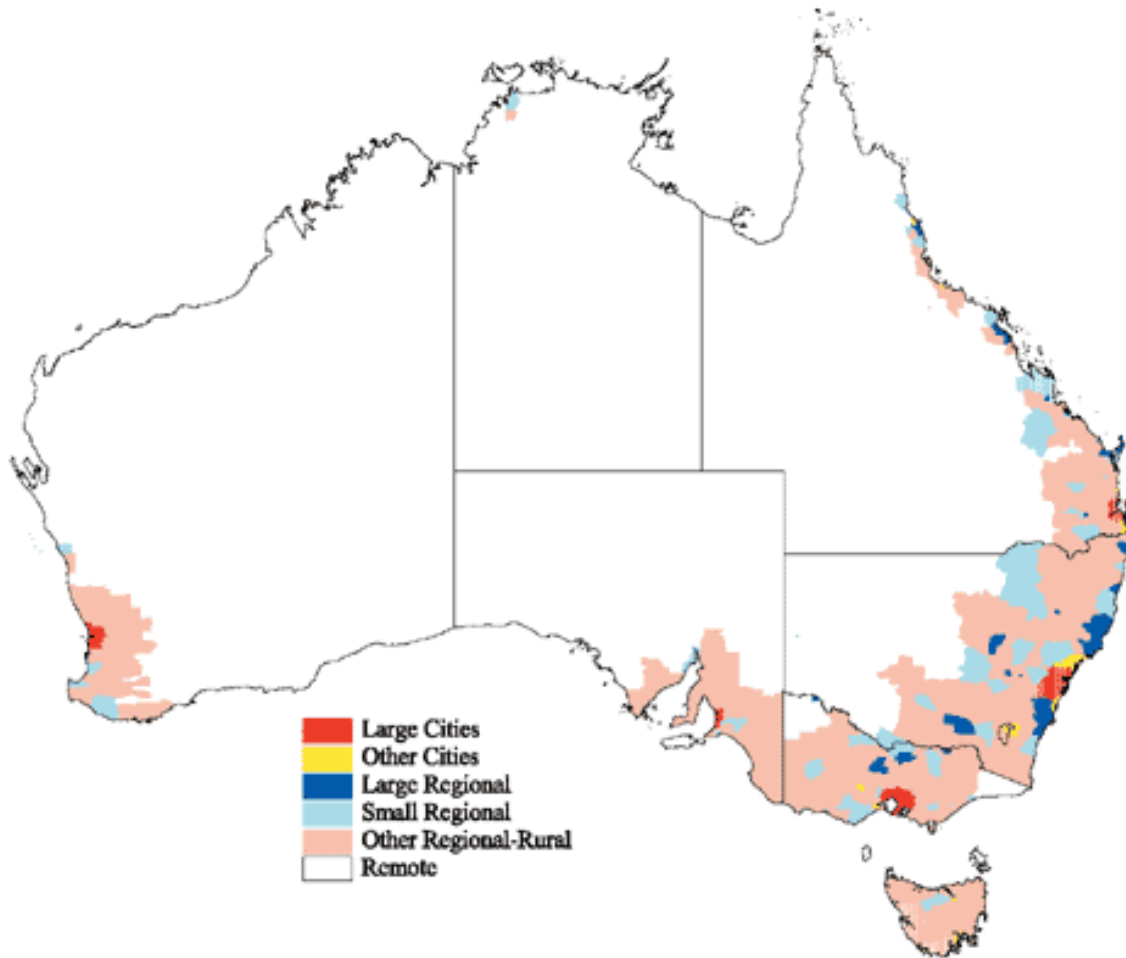 Large Cities
Other Cities
Large Regional
Small Regional
Other Regional-Rural
Remote